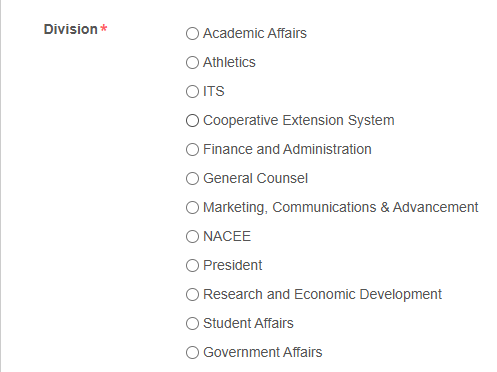 Division *
Academic Affairs
Athletics
ITS
Cooperative Extension System
Finance and Administration
General Counsel
Marketing, Communications & Advancement
NACEE
President
Research and Economic Development
Student Affairs
Government Affairs